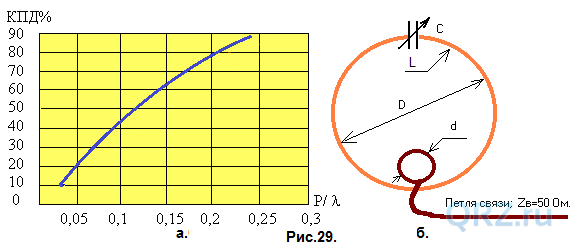 КПД%
90
80
70
60
50
40
30
20
10
0
0,05 0,1 0,15 0,2 0,25 0,3
P/ λ
а.
Рис.29.
C
L
D
d
Петля связи; Zв=50 Ом.
б.
QRZ.ru